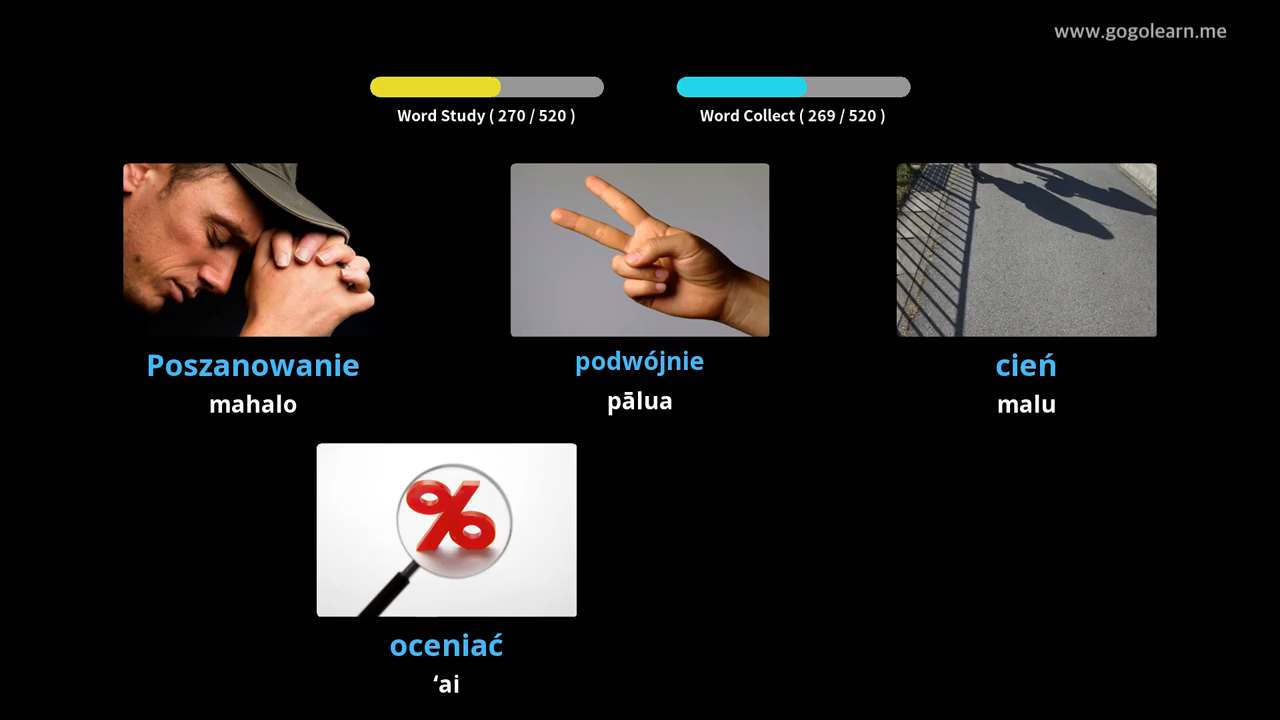 www.gogolearn.me
Word Study ( 270 / 520 )
Word Collect ( 269 / 520 )
Poszanowanie
mahalo
podwójnie
pālua
cień
malu
%
oceniać
ʻai